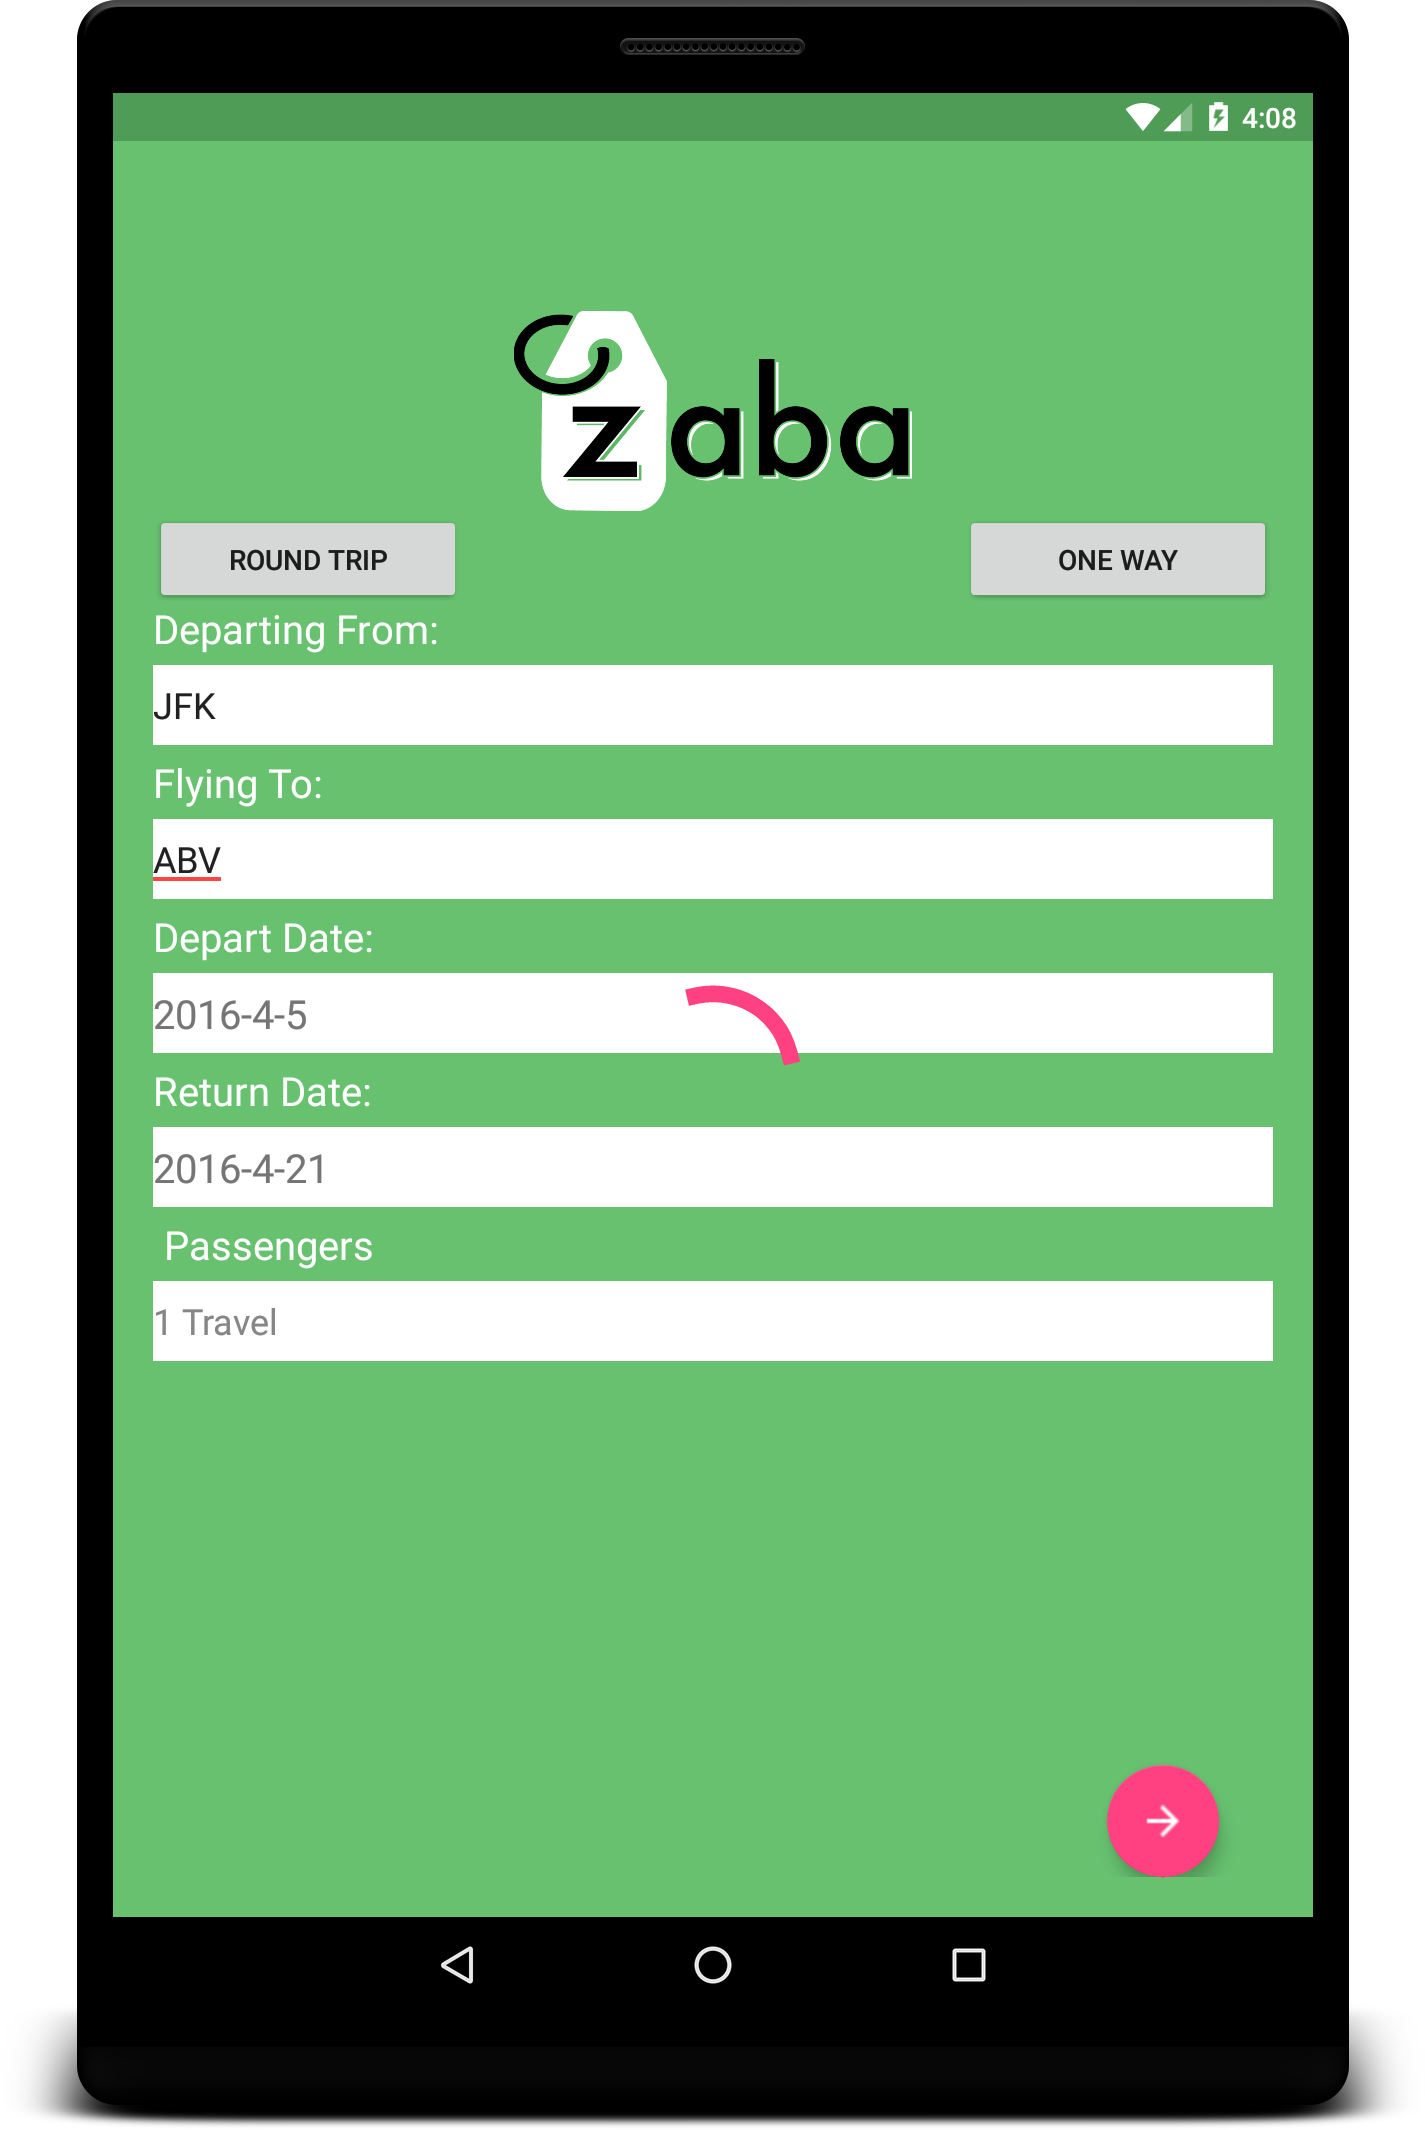 4:08
zaba
ROUND TRIP
ONE WAY
Departing From:
JFK
Flying To:
ABV
Depart Date:
2016-4-5
Return Date:
2016-4-21
Passengers
1 Travel